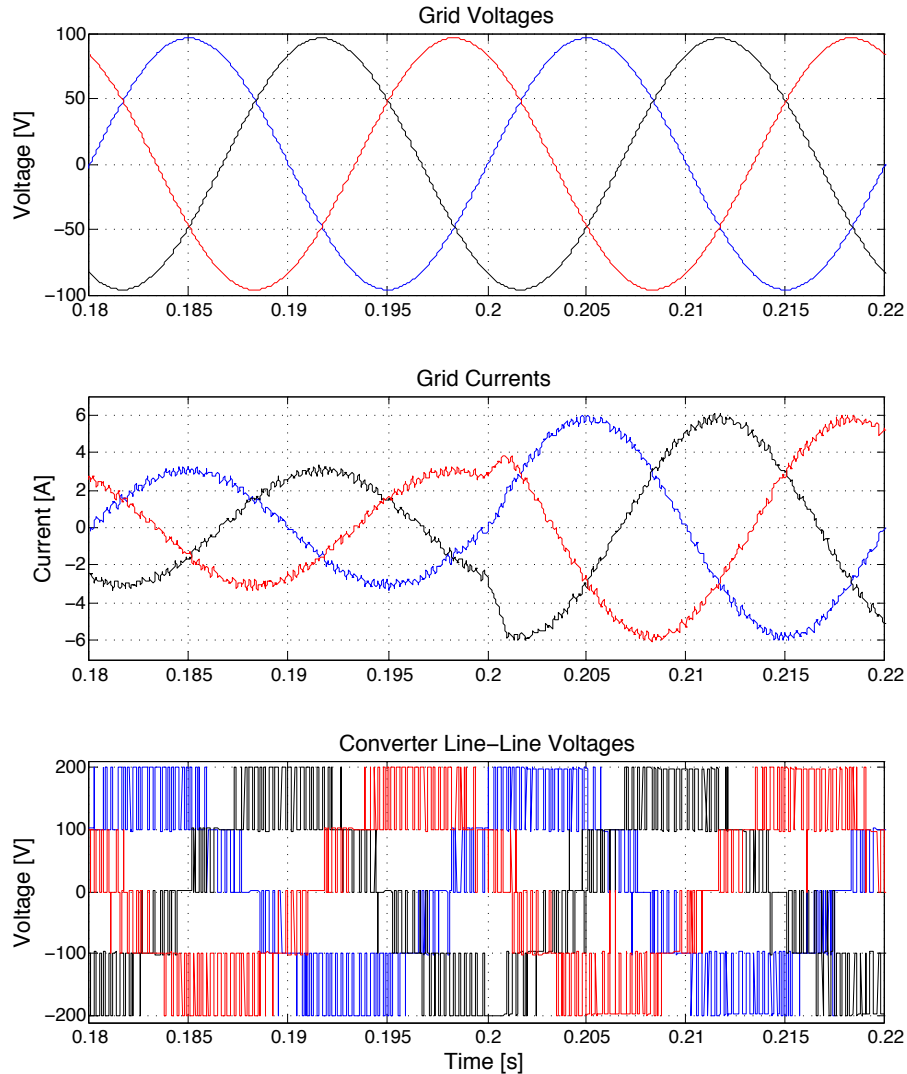 Grid Voltages
Voltage [V]
100
50
0
−50
−100
0.18 0.185 0.19 0.195 0.2 0.205 0.21 0.215 0.22
Grid Currents
Current [A]
6
4
2
0
−2
−4
−6
0.18 0.185 0.19 0.195 0.2 0.205 0.21 0.215 0.22
Converter Line−Line Voltages
Voltage [V]
200
100
0
−100
−200
0.18 0.185 0.19 0.195 0.2 0.205 0.21 0.215 0.22
Time [s]